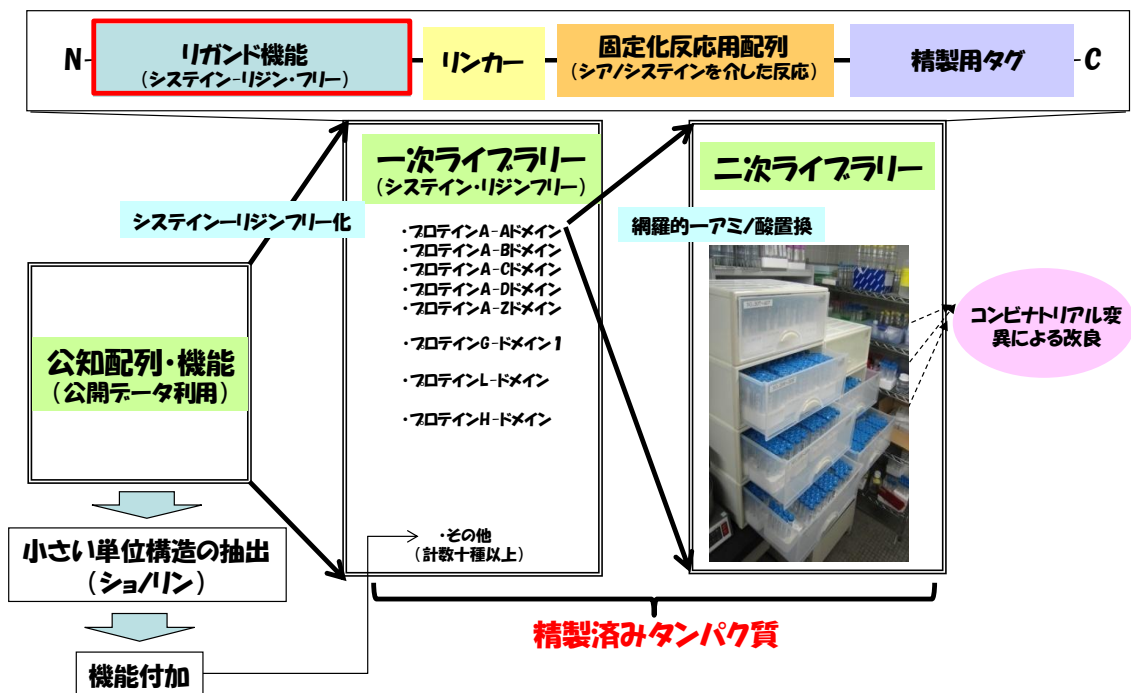 N
リガンド機能
(システイン-リジン・フリー)
リンカー
固定化反応用配列
(シアノシステインを介した反応)
精製用タグ
C
一次ライブラリー
(システイン・リジンフリー)
二次ライブラリー
システインーリジンフリー化
・プロテインA-Aドメイン
・プロテインA-Bドメイン
・プロテインA-Cドメイン
・プロテインA-Dドメイン
・プロテインA-Zドメイン
・プロテインG-ドメイン1
・プロテインL-ドメイン
・プロテインH-ドメイン
・その他
(計数十種以上)
網羅的一アミノ酸置換
コンビナトリアル変
異による改良
公知配列・機能
(公開データ利用)
小さい単位構造の抽出
(ショノリン)
機能付加
精製済みタンパク質